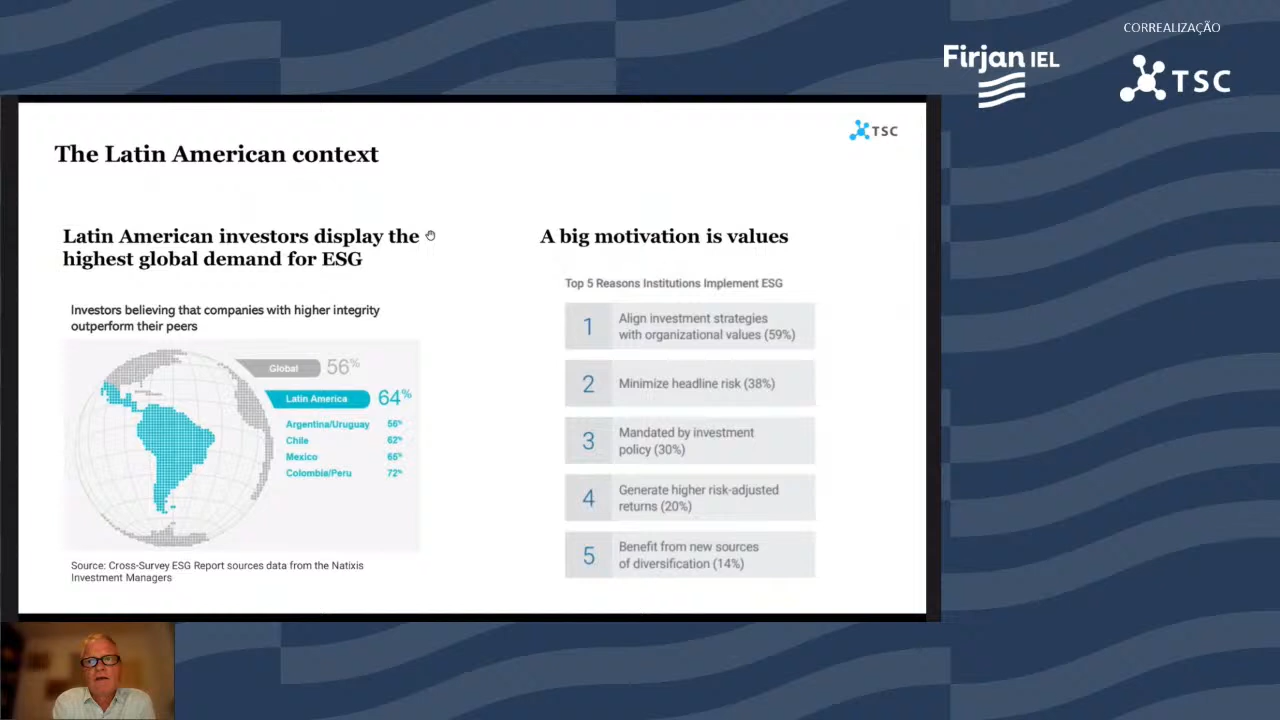 CORREALIZAÇÃO
Firjan IEL
TSC
TSC
The Latin American context
Latin American investors display the
highest global demand for ESG
Investors believing that companies with higher integrity
outperform their peers
Global 56%
Latin America 64%
Argentina/Uruguay 56%
Chile 62%
Mexico 65%
Colombia/Peru 72%
Source: Cross-Survey ESG Report sources data from the Natixis
Investment Managers
A big motivation is values
Top 5 Reasons Institutions Implement ESG
1 Align investment strategies
with organizational values (59%)
2 Minimize headline risk (38%)
3 Mandated by investment
policy (30%)
4 Generate higher risk-adjusted
returns (20%)
5 Benefit from new sources
of diversification (14%)